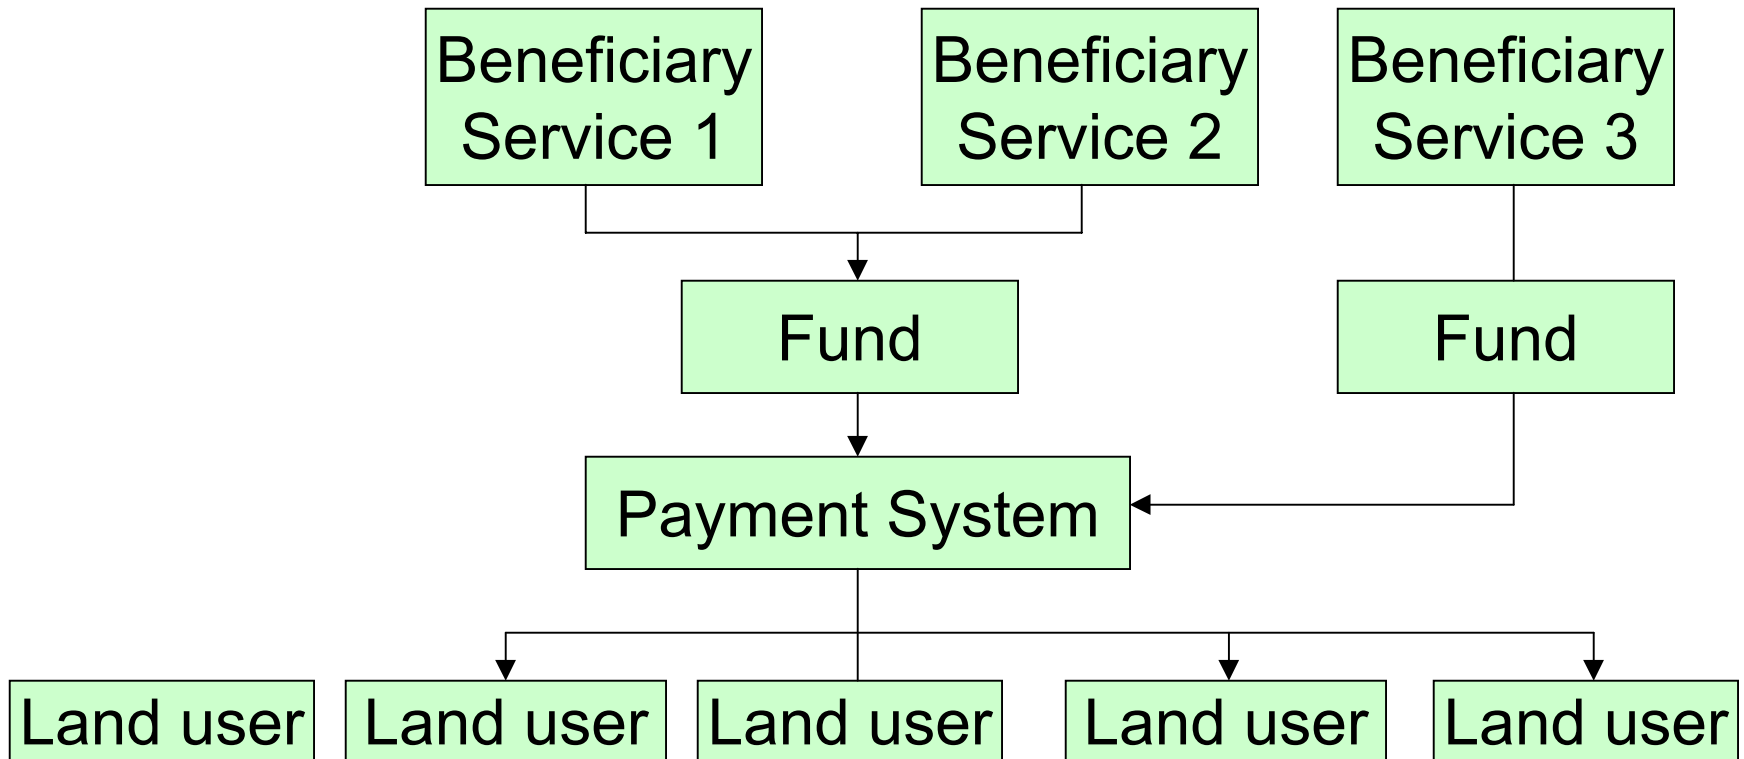 Beneficiary
Service 1
Beneficiary
Service 2
Beneficiary
Service 3
Fund
Fund
Payment System
Land user
Land user
Land user
Land user
Land user